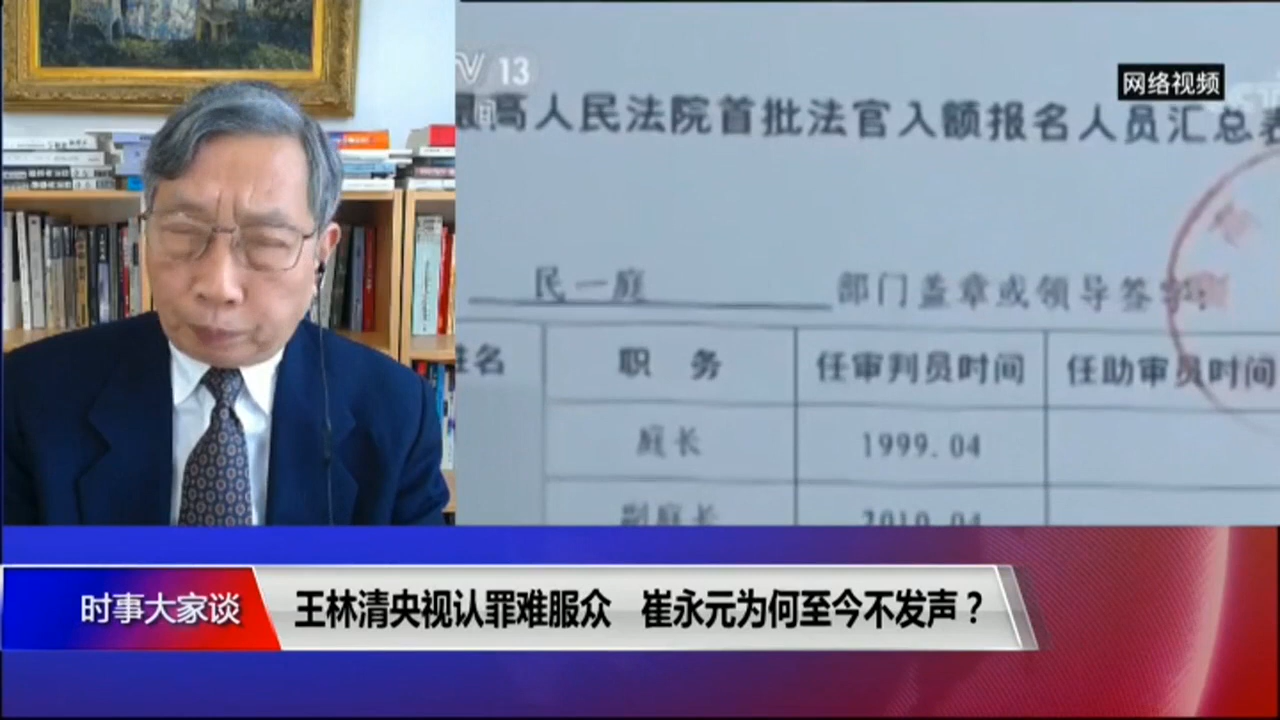 网络视频
13
最高人民法院首批法官入额报名人员汇总表
民一庭 部门盖章或领导签字：
姓名 职 务 任审判员时间 任助审员时间
庭长 1999.04
副庭长 2010.04
时事大家谈
王林清央视认罪难服众 崔永元为何至今不发声？